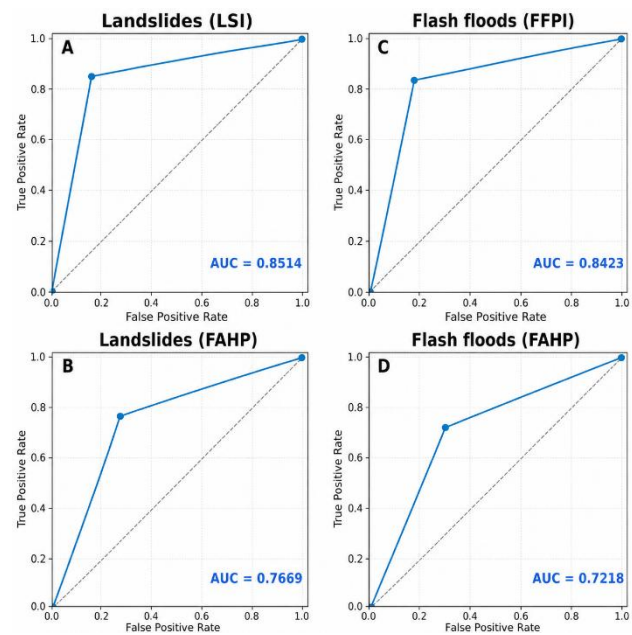 Landslides (LSI)
A
1.0
0.8
0.6
0.4
0.2
0.0
True Positive Rate
AUC = 0.8514
0.0 0.2 0.4 0.6 0.8 1.0
False Positive Rate
Flash floods (FFPI)
C
1.0
0.8
0.6
0.4
0.2
0.0
True Positive Rate
AUC = 0.8423
0.0 0.2 0.4 0.6 0.8 1.0
False Positive Rate
Landslides (FAHP)
B
1.0
0.8
0.6
0.4
0.2
0.0
True Positive Rate
AUC = 0.7669
0.0 0.2 0.4 0.6 0.8 1.0
False Positive Rate
Flash floods (FAHP)
D
1.0
0.8
0.6
0.4
0.2
0.0
True Positive Rate
AUC = 0.7218
0.0 0.2 0.4 0.6 0.8 1.0
False Positive Rate